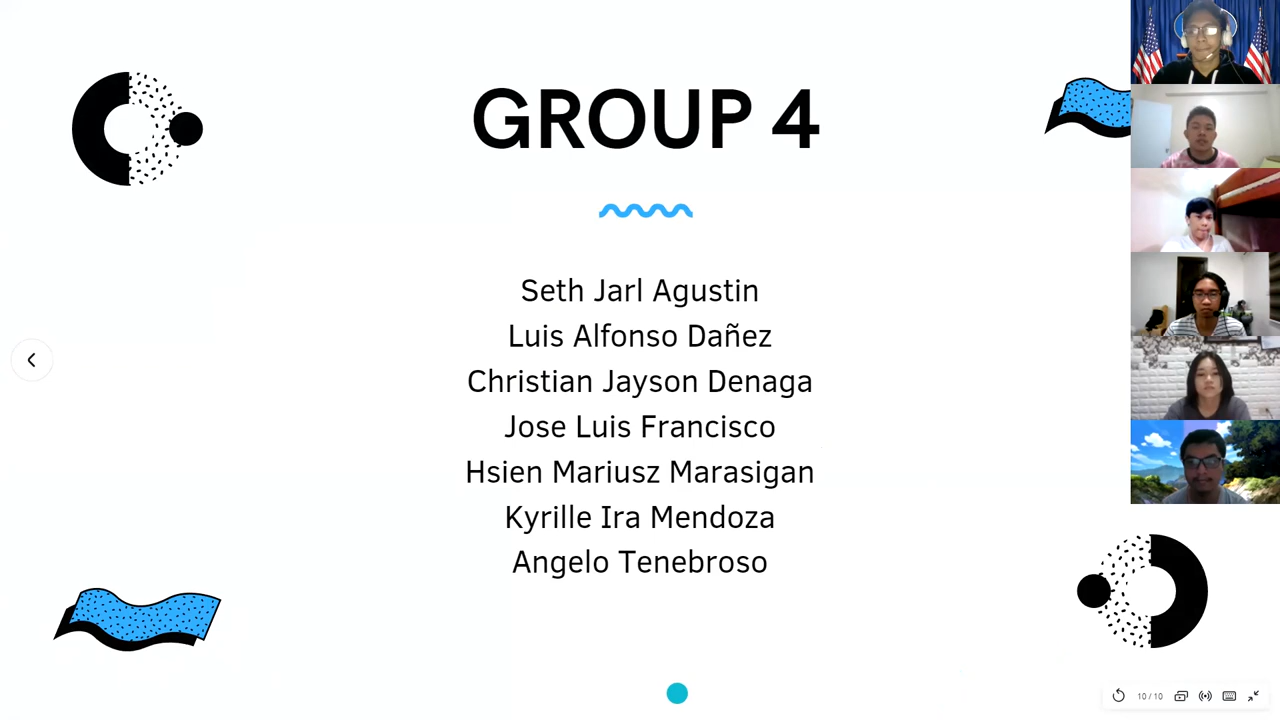 GROUP 4
Seth Jarl Agustin
Luis Alfonso Dañez
Christian Jayson Denaga
Jose Luis Francisco
Hsien Mariusz Marasigan
Kyrille Ira Mendoza
Angelo Tenebroso
10/10